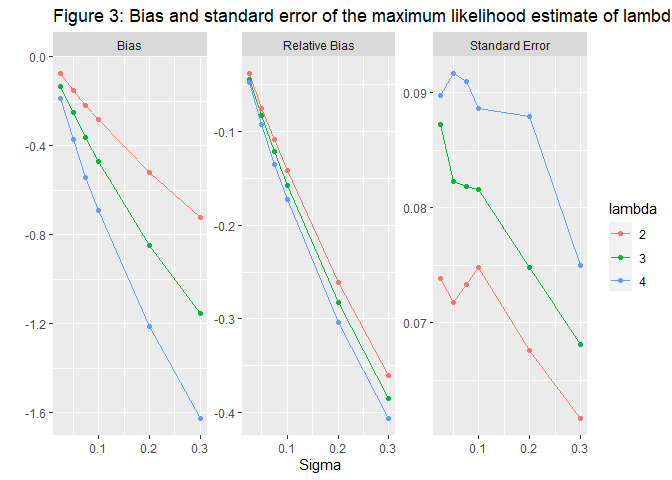 Figure 3: Bias and standard error of the maximum likelihood estimate of lambd
Bias
Relative Bias
Standard Error
0.0
-0.4
-0.8
-1.2
-1.6
-0.1
-0.2
-0.3
-0.4
0.09
0.08
0.07
0.1 0.2 0.3
0.1 0.2 0.3
0.1 0.2 0.3
Sigma
lambda
2
3
4